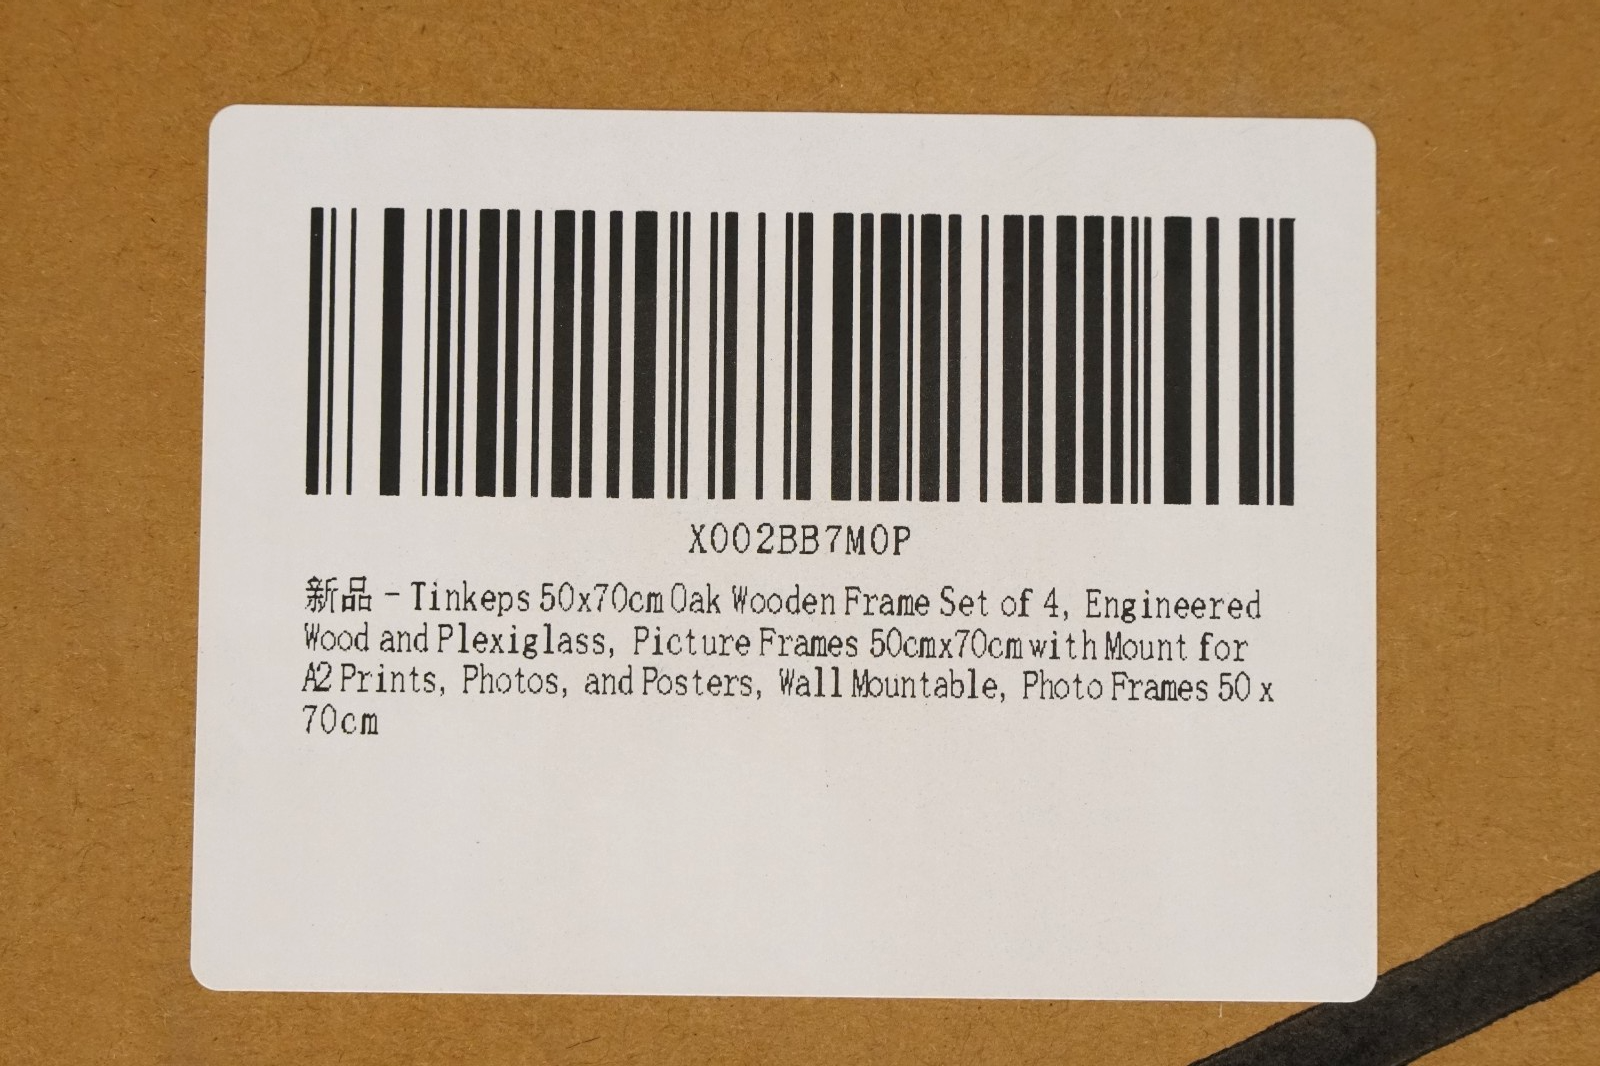 X002BB7M0P
新品 - Tinkeps 50x70cm Oak Wooden Frame Set of 4, Engineered
Wood and Plexiglass, Picture Frames 50cmx70cm with Mount for
A2 Prints, Photos, and Posters, Wall Mountable, Photo Frames 50 x
70cm